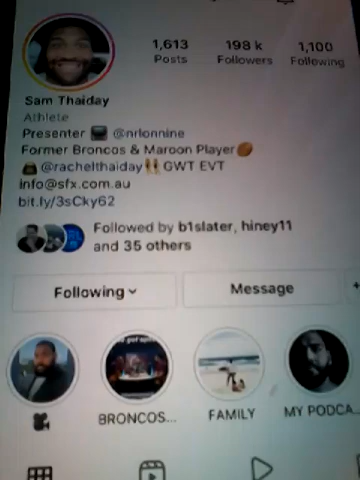 1,613 198 k 1,100
Posts Followers Following
Sam Thaiday
Athlete
Presenter @nrlonnine
Former Broncos & Maroon Player
@rachelthaiday GWT EVT
info@sfx.com.au
bit.ly/3sCky62
Followed by b1slater, hiney11
and 35 others
Following Message
BRONCOS... FAMILY MY PODCA...